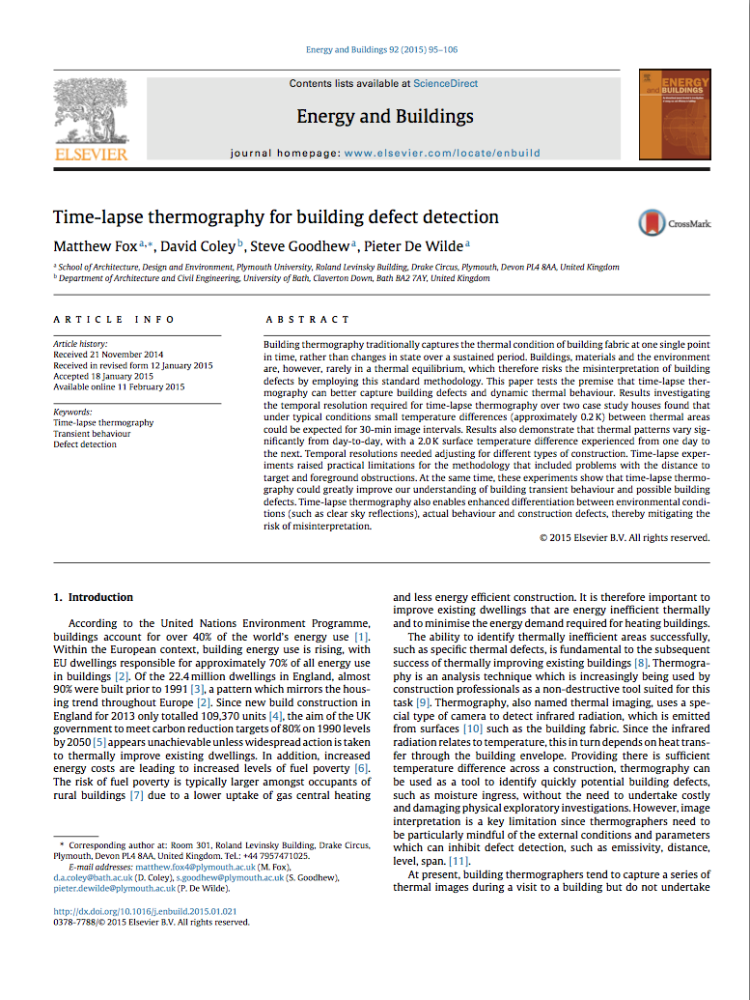 Energy and Buildings 92 (2015) 95–106
Contents lists available at ScienceDirect
Energy and Buildings
journal homepage: www.elsevier.com/locate/enbuild
ELSEVIER
ENERGY
and BUILDINGS
Time-lapse thermography for building defect detection
CrossMark
Matthew Fox a,*, David Coley b, Steve Goodhew a, Pieter De Wilde a
a School of Architecture, Design and Environment, Plymouth University, Roland Levinsky Building, Drake Circus, Plymouth, Devon PL4 8AA, United Kingdom
b Department of Architecture and Civil Engineering, University of Bath, Claverton Down, Bath BA2 7AY, United Kingdom
ARTICLE INFO
Article history:
Received 21 November 2014
Received in revised form 12 January 2015
Accepted 18 January 2015
Available online 11 February 2015
Keywords:
Time-lapse thermography
Transient behaviour
Defect detection
ABSTRACT
Building thermography traditionally captures the thermal condition of building fabric at one single point
in time, rather than changes in state over a sustained period. Buildings, materials and the environment
are, however, rarely in a thermal equilibrium, which therefore risks the misinterpretation of building
defects by employing this standard methodology. This paper tests the premise that time-lapse ther-
mography can better capture building defects and dynamic thermal behaviour. Results investigating
the temporal resolution required for time-lapse thermography over two case study houses found that
under typical conditions small temperature differences (approximately 0.2 K) between thermal areas
could be expected for 30-min image intervals. Results also demonstrate that thermal patterns vary sig-
nificantly from day-to-day, with a 2.0 K surface temperature difference experienced from one day to
the next. Temporal resolutions needed adjusting for different types of construction. Time-lapse exper-
iments raised practical limitations for the methodology that included problems with the distance to
target and foreground obstructions. At the same time, these experiments show that time-lapse thermo-
graphy could greatly improve our understanding of building transient behaviour and possible building
defects. Time-lapse thermography also enables enhanced differentiation between environmental condi-
tions (such as clear sky reflections), actual behaviour and construction defects, thereby mitigating the
risk of misinterpretation.
© 2015 Elsevier B.V. All rights reserved.
1. Introduction
According to the United Nations Environment Programme,
buildings account for over 40% of the world's energy use [1].
Within the European context, building energy use is rising, with
EU dwellings responsible for approximately 70% of all energy use
in buildings [2]. Of the 22.4 million dwellings in England, almost
90% were built prior to 1991 [3], a pattern which mirrors the hous-
ing trend throughout Europe [2]. Since new build construction in
England for 2013 only totalled 109,370 units [4], the aim of the UK
government to meet carbon reduction targets of 80% on 1990 levels
by 2050 [5] appears unachievable unless widespread action is taken
to thermally improve existing dwellings. In addition, increased
energy costs are leading to increased levels of fuel poverty [6].
The risk of fuel poverty is typically larger amongst occupants of
rural buildings [7] due to a lower uptake of gas central heating
* Corresponding author at: Room 301, Roland Levinsky Building, Drake Circus,
Plymouth, Devon PL4 8AA, United Kingdom. Tel.: +44 7957471025.
E-mail addresses: matthew.fox4@plymouth.ac.uk (M. Fox),
d.a.coley@bath.ac.uk (D. Coley), s.goodhew@plymouth.ac.uk (S. Goodhew),
pieter.dewilde@plymouth.ac.uk (P. De Wilde).
http://dx.doi.org/10.1016/j.enbuild.2015.01.021
0378-7788/© 2015 Elsevier B.V. All rights reserved.
and less energy efficient construction. It is therefore important to
improve existing dwellings that are energy inefficient thermally
and to minimise the energy demand required for heating buildings.
The ability to identify thermally inefficient areas successfully,
such as specific thermal defects, is fundamental to the subsequent
success of thermally improving existing buildings [8]. Thermogra-
phy is an analysis technique which is increasingly being used by
construction professionals as a non-destructive tool suited for this
task [9]. Thermography, also named thermal imaging, uses a spe-
cial type of camera to detect infrared radiation, which is emitted
from surfaces [10] such as the building fabric. Since the infrared
radiation relates to temperature, this in turn depends on heat trans-
fer through the building envelope. Providing there is sufficient
temperature difference across a construction, thermography can
be used as a tool to identify quickly potential building defects,
such as moisture ingress, without the need to undertake costly
and damaging physical exploratory investigations. However, image
interpretation is a key limitation since thermographers need to
be particularly mindful of the external conditions and parameters
which can inhibit defect detection, such as emissivity, distance,
level, span. [11].
At present, building thermographers tend to capture a series of
thermal images during a visit to a building but do not undertake